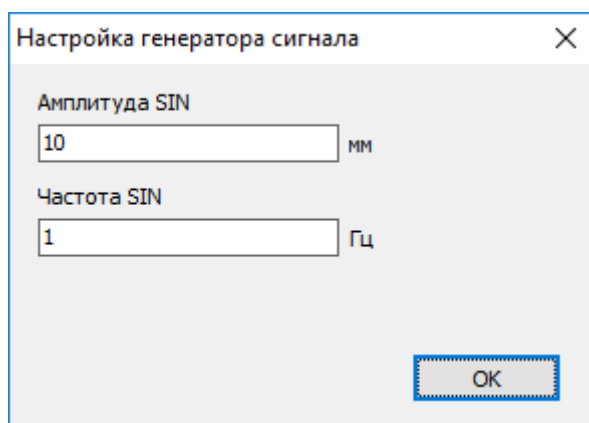 Настройка генератора сигнала
Амплитуда SIN
10 мм
Частота SIN
1 Гц
OK